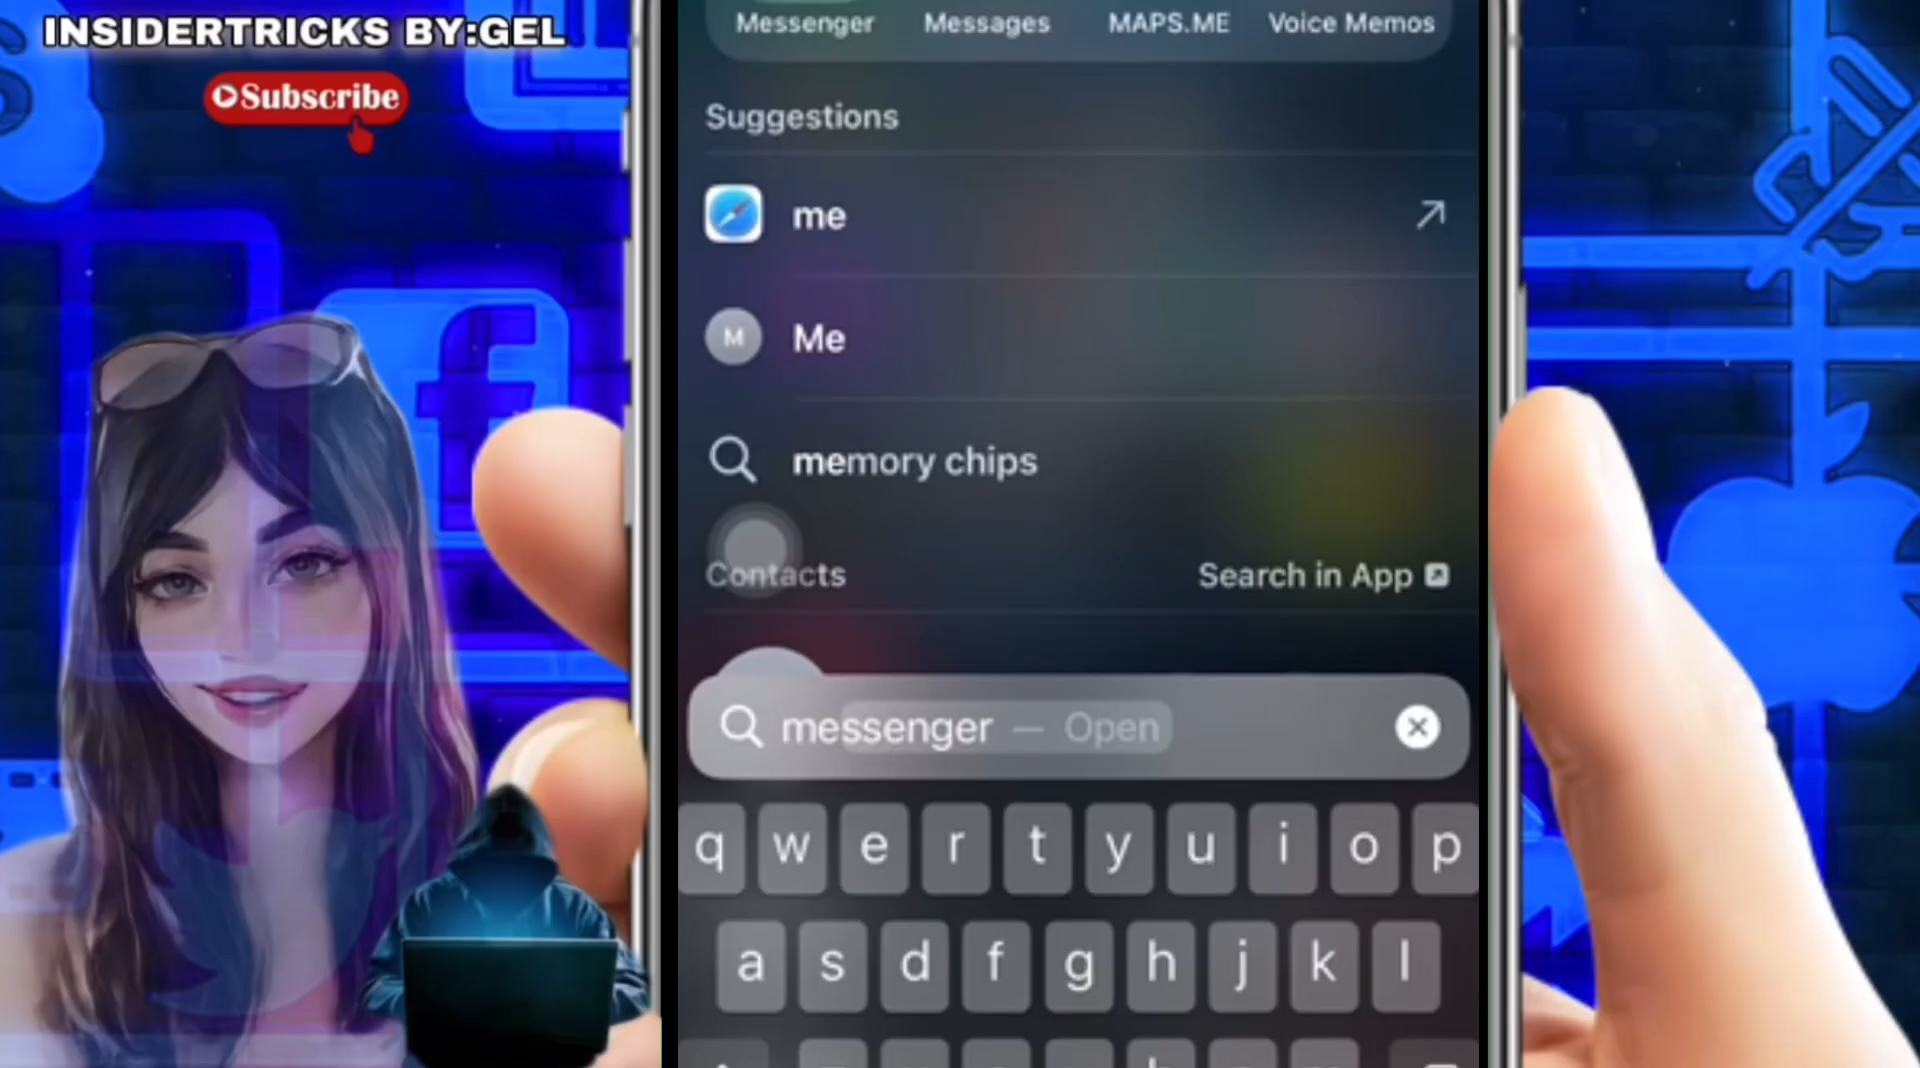 INSIDERTRICKS BY:GEL
Subscribe
Messenger Messages MAPS.ME Voice Memos
Suggestions
me
M Me
memory chips
Contacts Search in App
messenger — Open
q w e r t y u i o p
a s d f g h j k l